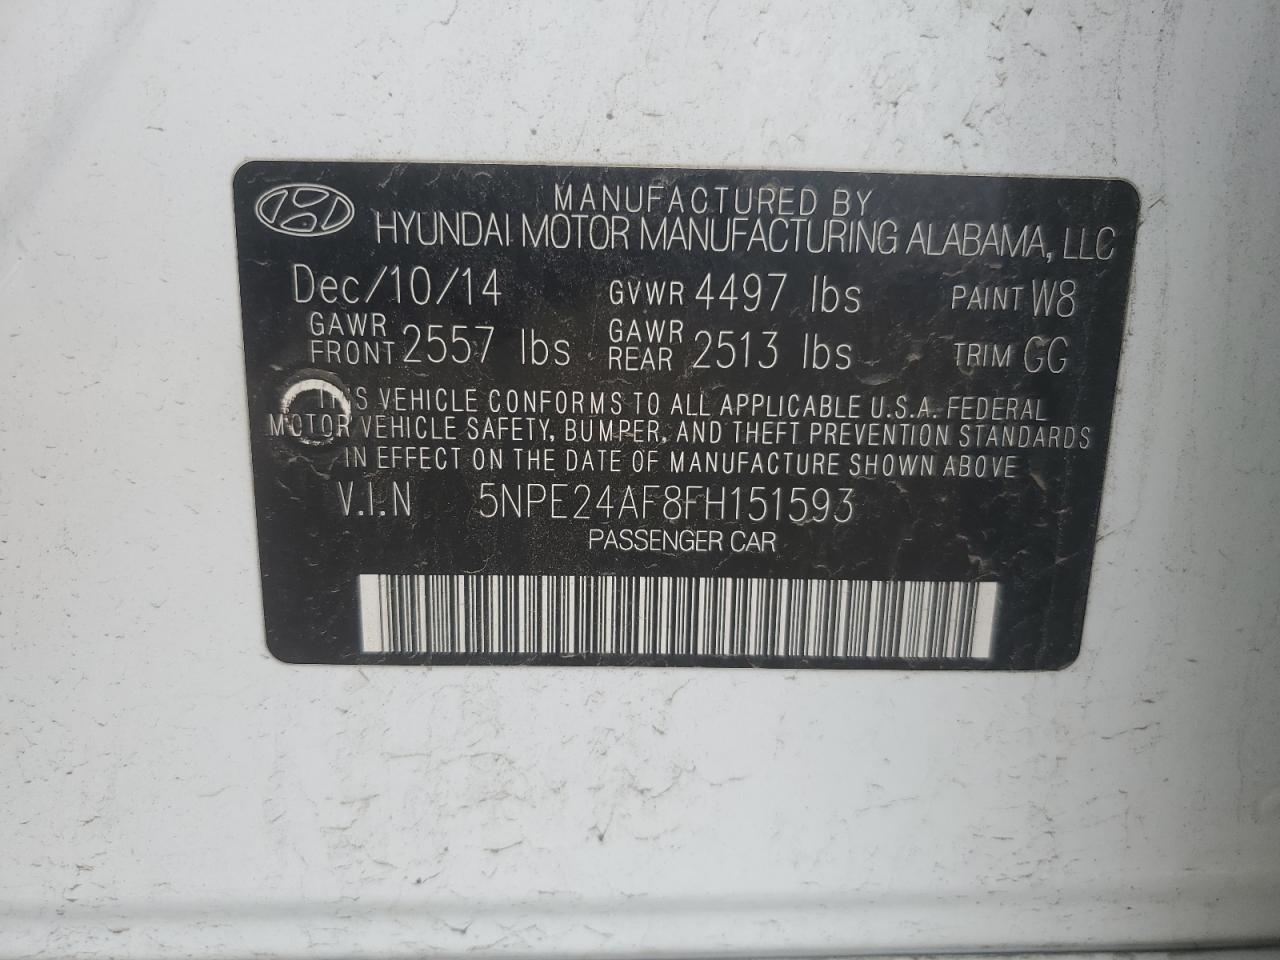 MANUFACTURED BY
HYUNDAI MOTOR MANUFACTURING ALABAMA, LLC
Dec/10/14 GVWR 4497 lbs PAINT W8
GAWR FRONT 2557 lbs GAWR REAR 2513 lbs TRIM GG
THIS VEHICLE CONFORMS TO ALL APPLICABLE U.S.A. FEDERAL
MOTOR VEHICLE SAFETY, BUMPER, AND THEFT PREVENTION STANDARDS
IN EFFECT ON THE DATE OF MANUFACTURE SHOWN ABOVE
V.I.N 5NPE24AF8FH151593
PASSENGER CAR